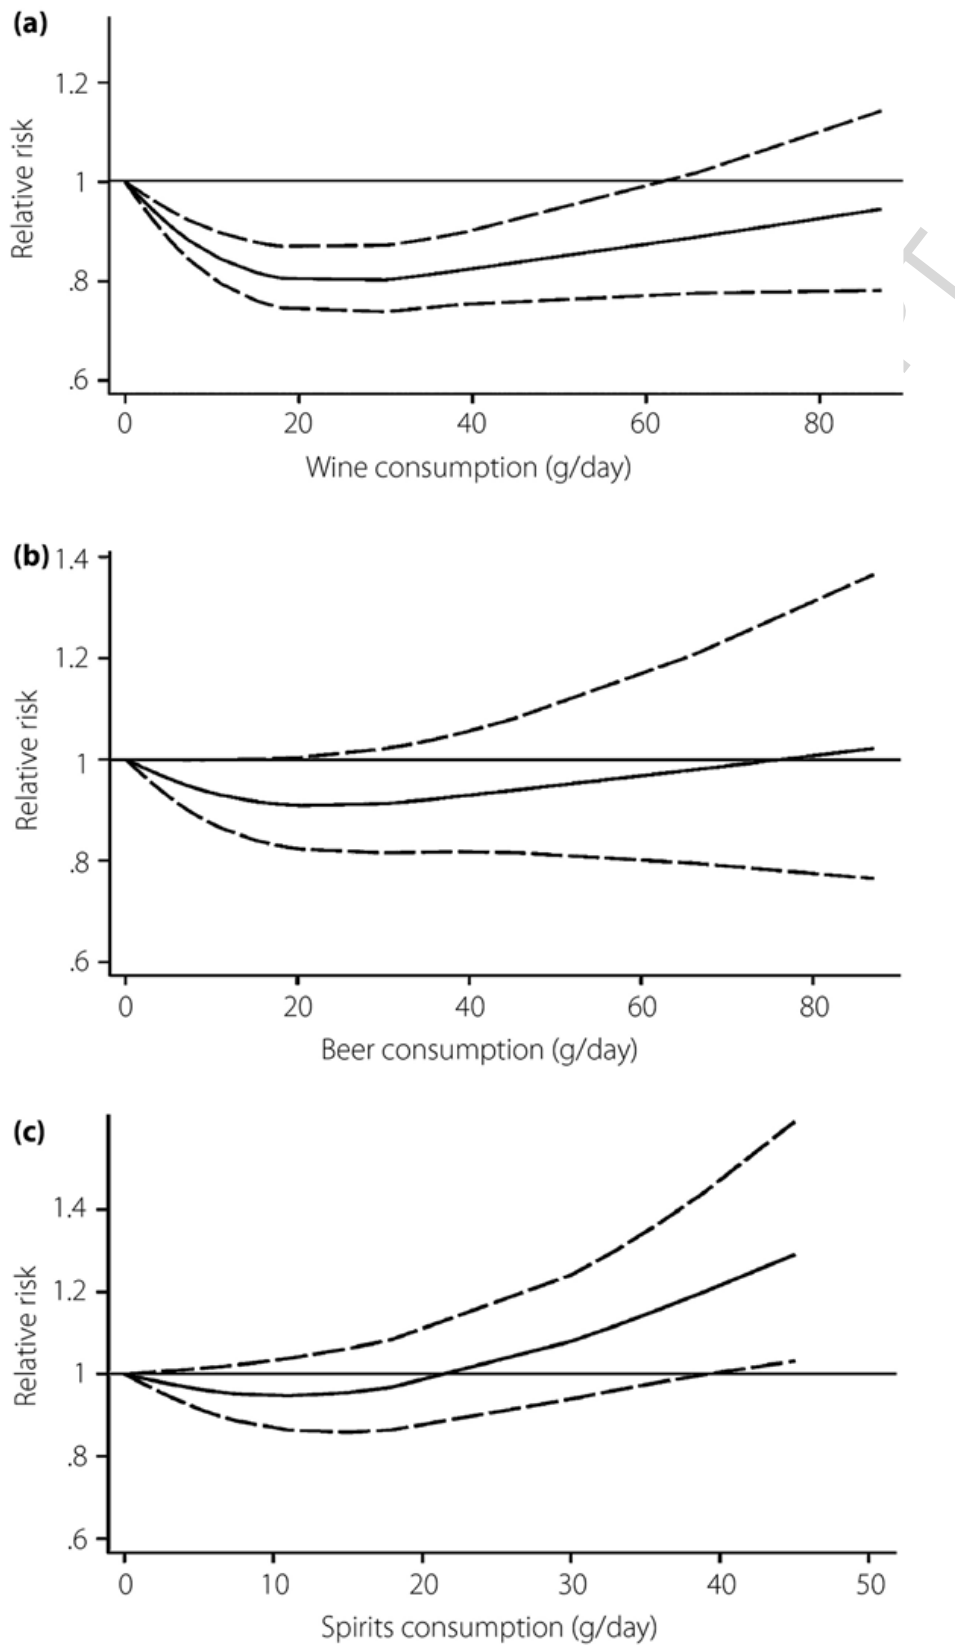 (a)
1.2
1
.8
.6
Relative risk
0 20 40 60 80
Wine consumption (g/day)
(b)
1.4
1.2
1
.8
.6
Relative risk
0 20 40 60 80
Beer consumption (g/day)
(c)
1.4
1.2
1
.8
.6
Relative risk
0 10 20 30 40 50
Spirits consumption (g/day)